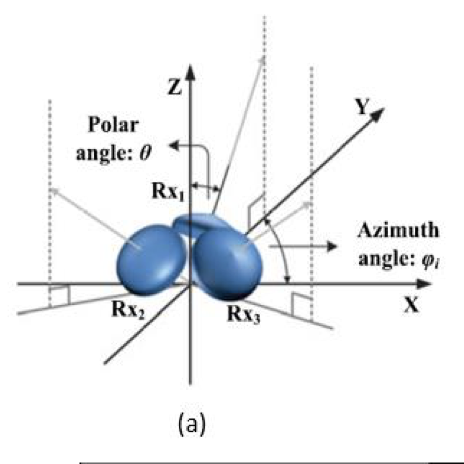 Z
Y
Polar
angle: θ
Rx₁
Azimuth
angle: φᵢ
X
Rx₂
Rx₃
(a)